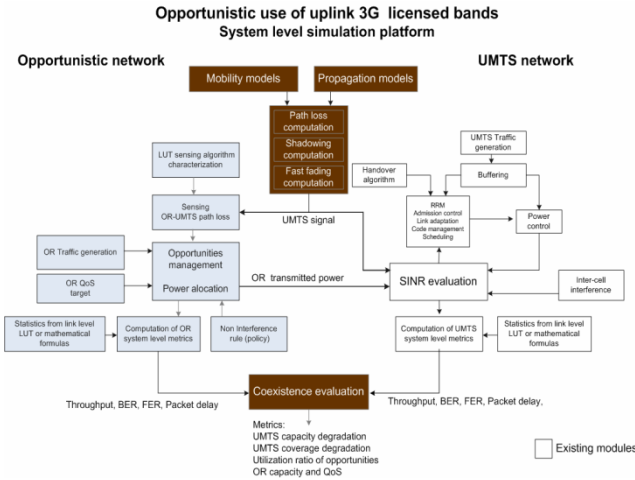 Opportunistic use of uplink 3G licensed bands
System level simulation platform
Opportunistic network
UMTS network
Mobility models
Propagation models
Path loss
computation
Shadowing
computation
Fast fading
computation
LUT sensing algorithm
characterization
Sensing
OR-UMTS path loss
UMTS signal
OR Traffic generation
OR QoS
target
Opportunities
management
Power alocation
OR transmitted power
Statistics from link level
LUT or mathematical
formulas
Computation of OR
system level metrics
Non Interference
rule (policy)
UMTS Traffic
generation
Buffering
Handover
algorithm
RRM
Admission control
Link adaptation
Code management
Scheduling
Power
control
SINR evaluation
Inter-cell
interference
Computation of UMTS
system level metrics
Statistics from link level
LUT or mathematical
formulas
Throughput, BER, FER, Packet delay
Coexistence evaluation
Throughput, BER, FER, Packet delay,
Metrics:
UMTS capacity degradation
UMTS coverage degradation
Utilization ratio of opportunities
OR capacity and QoS
Existing modules